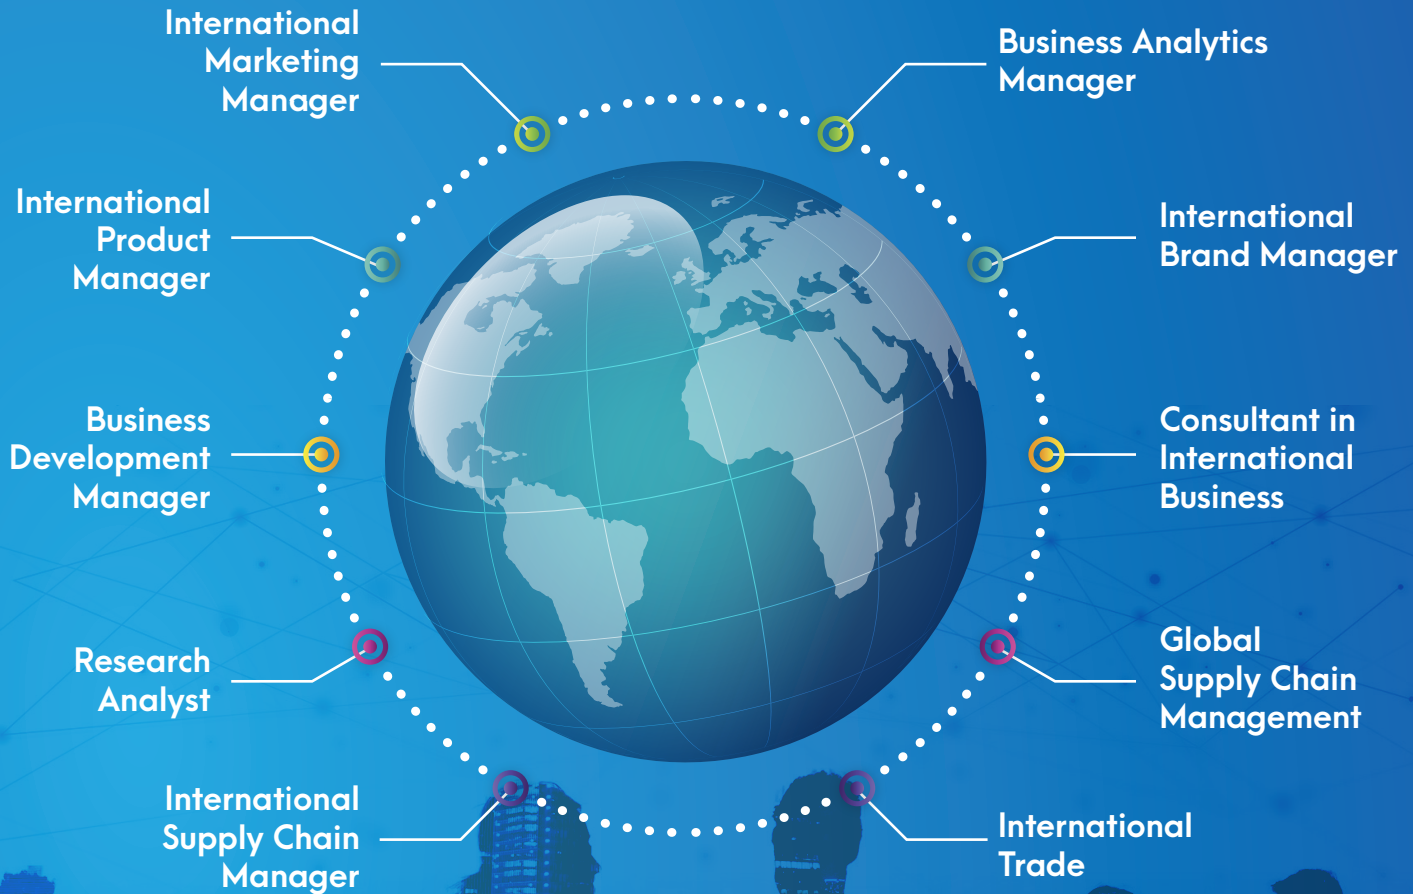 International
Marketing
Manager
Business Analytics
Manager
International
Product
Manager
International
Brand Manager
Business
Development
Manager
Consultant in
International
Business
Research
Analyst
Global
Supply Chain
Management
International
Supply Chain
Manager
International
Trade